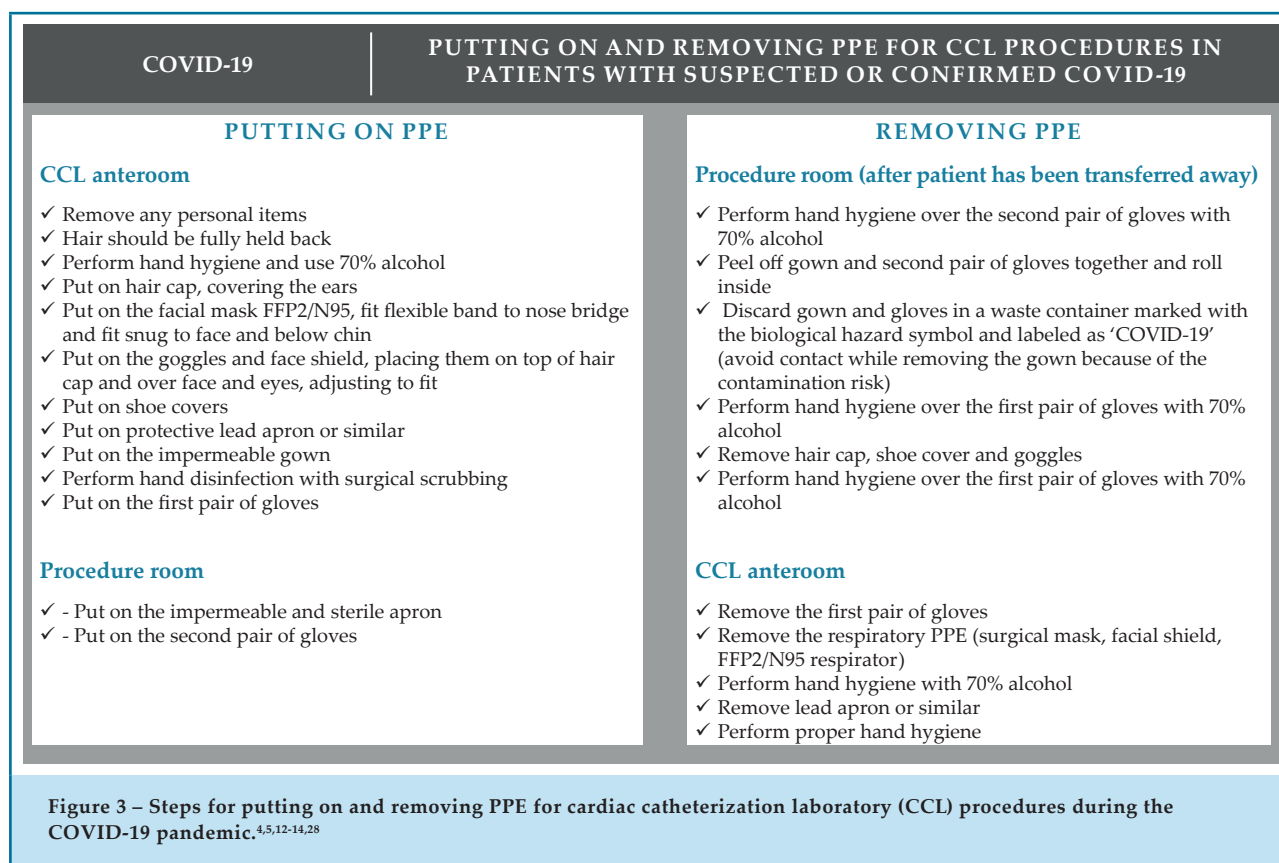 COVID-19
PUTTING ON AND REMOVING PPE FOR CCL PROCEDURES IN
PATIENTS WITH SUSPECTED OR CONFIRMED COVID-19
PUTTING ON PPE
CCL anteroom
✓ Remove any personal items
✓ Hair should be fully held back
✓ Perform hand hygiene and use 70% alcohol
✓ Put on hair cap, covering the ears
✓ Put on the facial mask FFP2/N95, fit flexible band to nose bridge
and fit snug to face and below chin
✓ Put on the goggles and face shield, placing them on top of hair
cap and over face and eyes, adjusting to fit
✓ Put on shoe covers
✓ Put on protective lead apron or similar
✓ Put on the impermeable gown
✓ Perform hand disinfection with surgical scrubbing
✓ Put on the first pair of gloves
Procedure room
✓ - Put on the impermeable and sterile apron
✓ - Put on the second pair of gloves
REMOVING PPE
Procedure room (after patient has been transferred away)
✓ Perform hand hygiene over the second pair of gloves with
70% alcohol
✓ Peel off gown and second pair of gloves together and roll
inside
✓ Discard gown and gloves in a waste container marked with
the biological hazard symbol and labeled as ‘COVID-19’
(avoid contact while removing the gown because of the
contamination risk)
✓ Perform hand hygiene over the first pair of gloves with 70%
alcohol
✓ Remove hair cap, shoe cover and goggles
✓ Perform hand hygiene over the first pair of gloves with 70%
alcohol
CCL anteroom
✓ Remove the first pair of gloves
✓ Remove the respiratory PPE (surgical mask, facial shield,
FFP2/N95 respirator)
✓ Perform hand hygiene with 70% alcohol
✓ Remove lead apron or similar
✓ Perform proper hand hygiene
Figure 3 – Steps for putting on and removing PPE for cardiac catheterization laboratory (CCL) procedures during the
COVID-19 pandemic.4,5,12-14,28